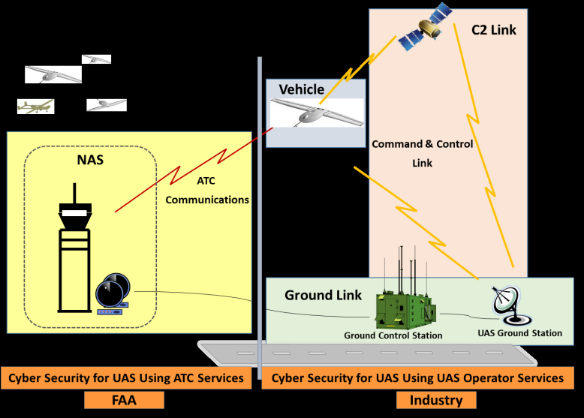 C2 Link
Vehicle
Command & Control
Link
NAS
ATC
Communications
Ground Link
Ground Control Station
UAS Ground Station
Cyber Security for UAS Using ATC Services
Cyber Security for UAS Using UAS Operator Services
FAA
Industry